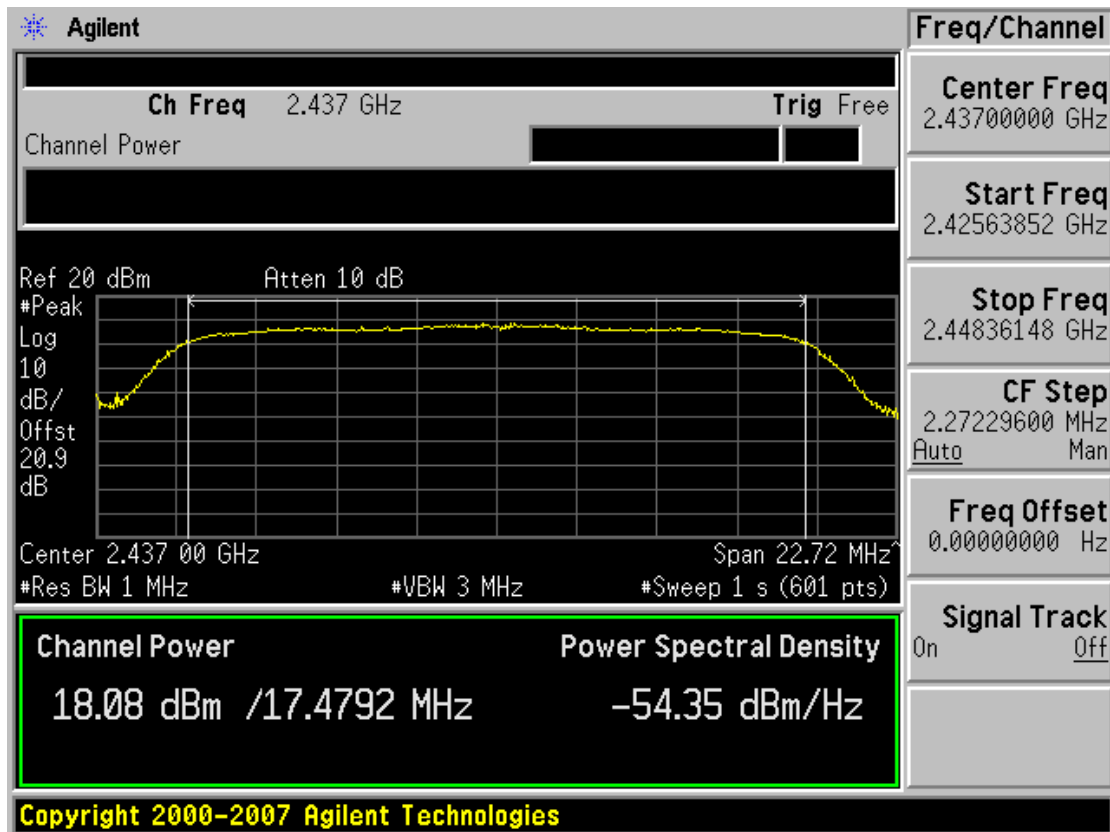 Agilent
Freq/Channel
Ch Freq 2.437 GHz Trig Free
Channel Power
Center Freq
2.43700000 GHz
Start Freq
2.42563852 GHz
Stop Freq
2.44836148 GHz
CF Step
2.27229600 MHz
Auto Man
Freq Offset
0.00000000 Hz
Signal Track
On Off
Ref 20 dBm Atten 10 dB
#Peak
Log
10
dB/
Offst
20.9
dB
Center 2.437 00 GHz Span 22.72 MHz^
#Res BW 1 MHz #VBW 3 MHz #Sweep 1 s (601 pts)
Channel Power Power Spectral Density
18.08 dBm /17.4792 MHz -54.35 dBm/Hz
Copyright 2000-2007 Agilent Technologies